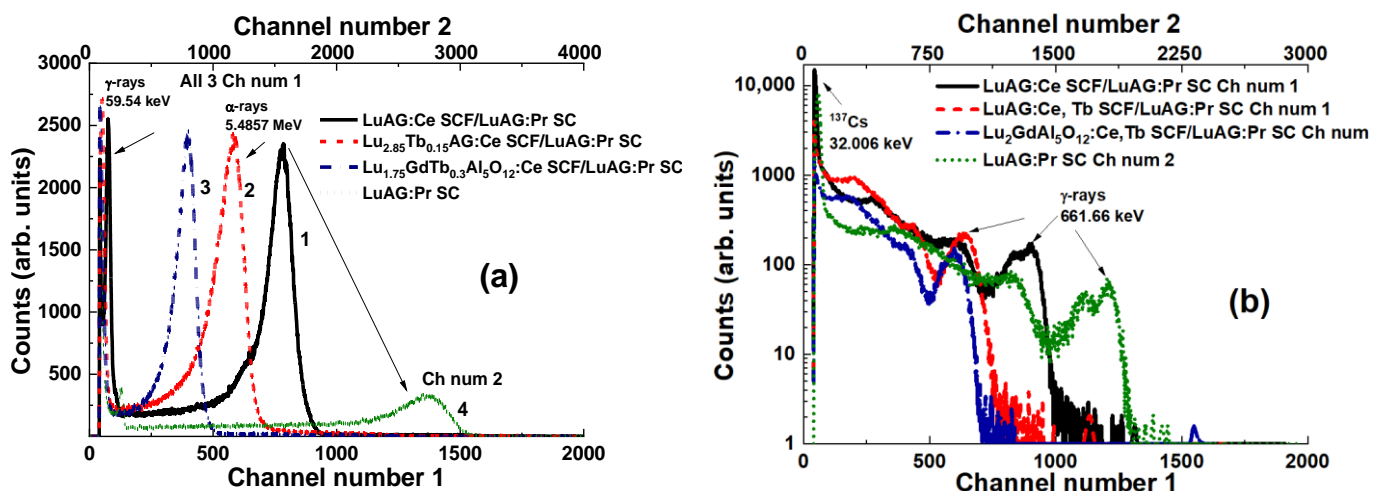 Channel number 2
0 1000 2000 3000 4000
3000
2500
2000
1500
1000
500
Counts (arb. units)
γ-rays
59.54 keV
All 3 Ch num 1
α-rays
5.4857 MeV
LuAG:Ce SCF/LuAG:Pr SC
Lu2.85Tb0.15AG:Ce SCF/LuAG:Pr SC
Lu1.75GdTb0.3Al5O12:Ce SCF/LuAG:Pr SC
LuAG:Pr SC
3
2
1
(a)
Ch num 2
4
0 500 1000 1500 2000
Channel number 1
Channel number 2
0 750 1500 2250 3000
10,000
1000
100
10
1
Counts (arb. units)
137Cs
32.006 keV
LuAG:Ce SCF/LuAG:Pr SC Ch num 1
LuAG:Ce, Tb SCF/LuAG:Pr SC Ch num 1
Lu2GdAl5O12:Ce,Tb SCF/LuAG:Pr SC Ch num
LuAG:Pr SC Ch num 2
γ-rays
661.66 keV
(b)
0 500 1000 1500 2000
Channel number 1